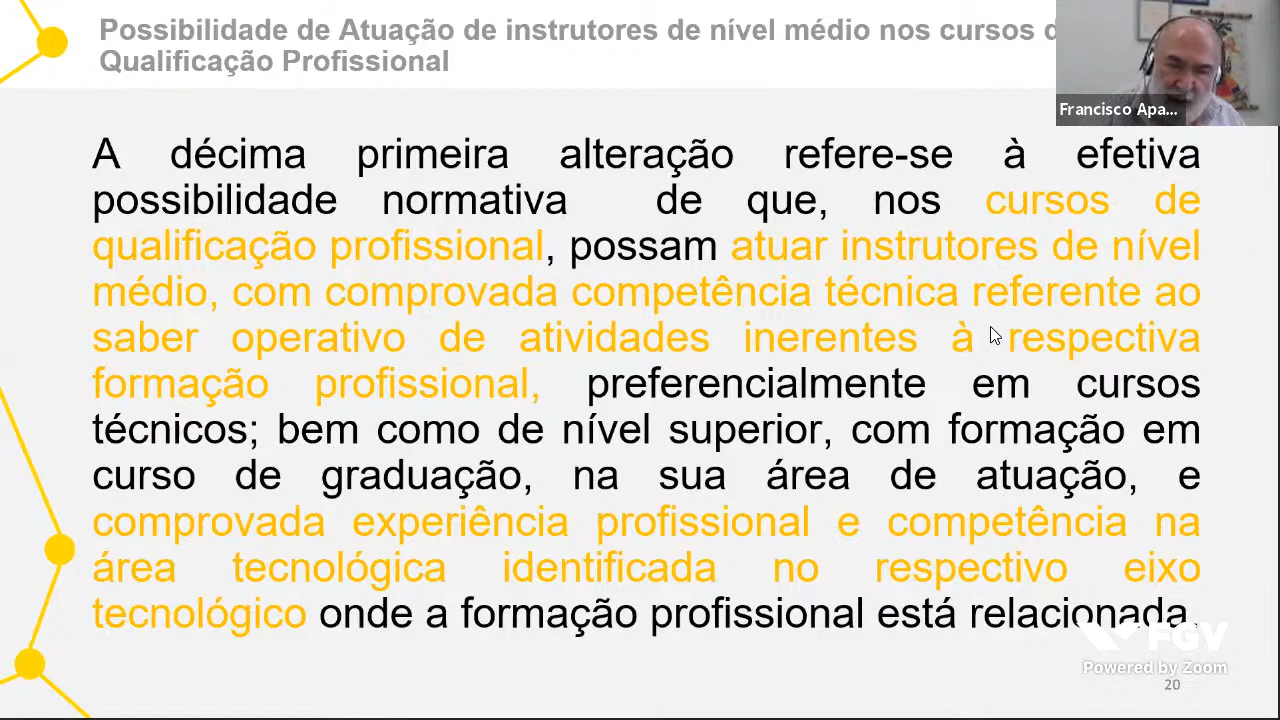 Possibilidade de Atuação de instrutores de nível médio nos cursos
Qualificação Profissional
Francisco Apa...
A décima primeira alteração refere-se à efetiva
possibilidade normativa de que, nos cursos de
qualificação profissional, possam atuar instrutores de nível
médio, com comprovada competência técnica referente ao
saber operativo de atividades inerentes à respectiva
formação profissional, preferencialmente em cursos
técnicos; bem como de nível superior, com formação em
curso de graduação, na sua área de atuação, e
comprovada experiência profissional e competência na
área tecnológica identificada no respectivo eixo
tecnológico onde a formação profissional está relacionada.
FGV
Powered by Zoom
20